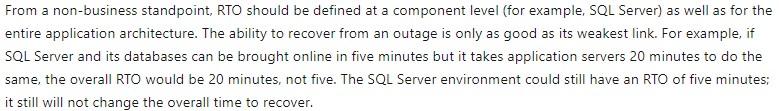 From a non-business standpoint, RTO should be defined at a component level (for example, SQL Server) as well as for the
entire application architecture. The ability to recover from an outage is only as good as its weakest link. For example, if
SQL Server and its databases can be brought online in five minutes but it takes application servers 20 minutes to do the
same, the overall RTO would be 20 minutes, not five. The SQL Server environment could still have an RTO of five minutes;
it still will not change the overall time to recover.